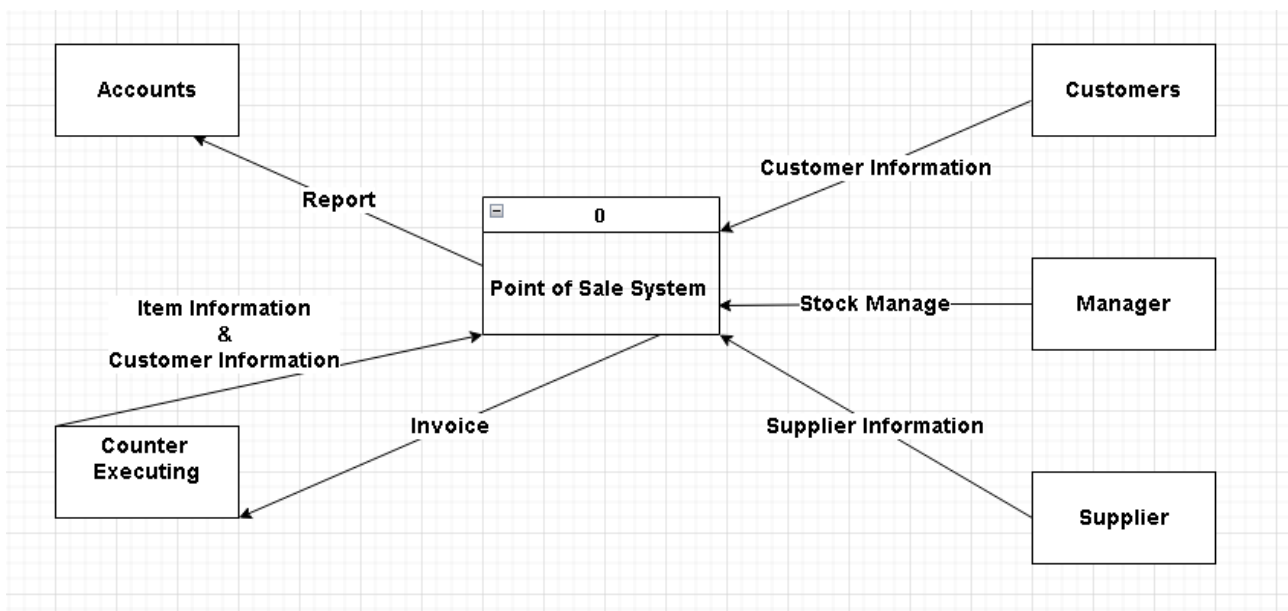 Accounts
Customers
Customer Information
Report
0
Point of Sale System
Stock Manage
Manager
Item Information
&
Customer Information
Invoice
Supplier Information
Counter
Executing
Supplier